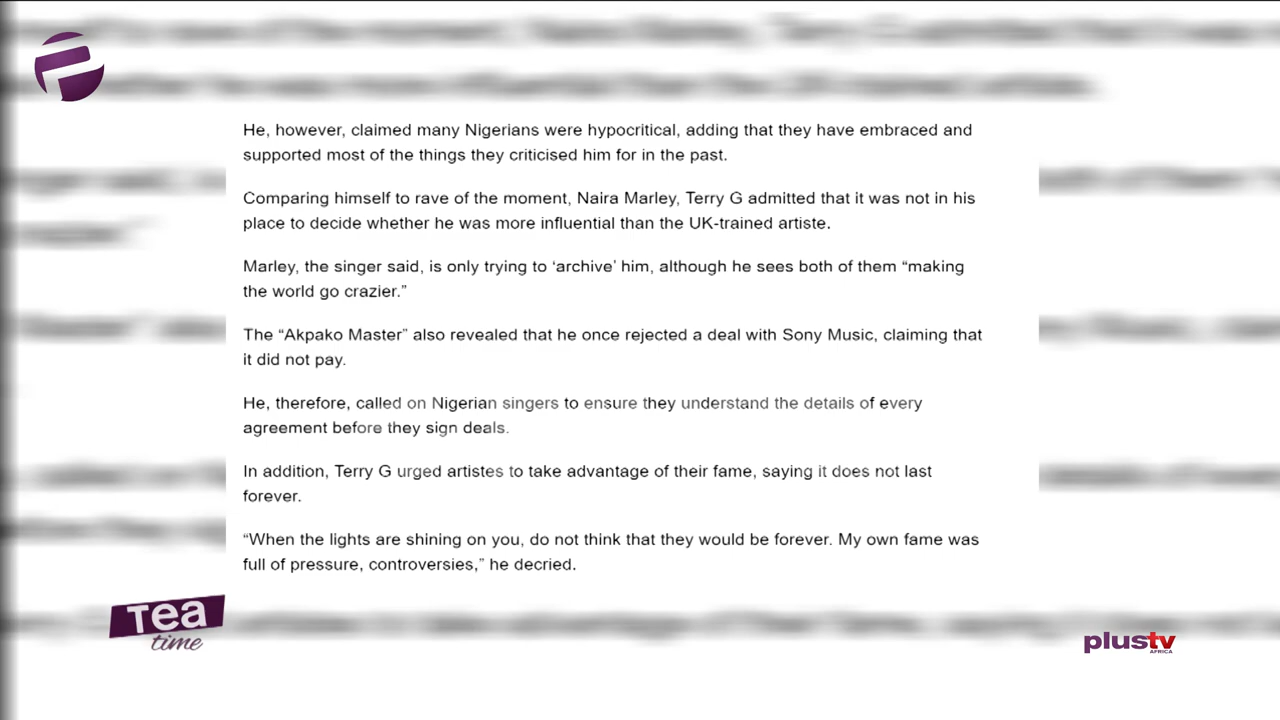 He, however, claimed many Nigerians were hypocritical, adding that they have embraced and
supported most of the things they criticised him for in the past.
Comparing himself to rave of the moment, Naira Marley, Terry G admitted that it was not in his
place to decide whether he was more influential than the UK-trained artiste.
Marley, the singer said, is only trying to ‘archive’ him, although he sees both of them “making
the world go crazier.”
The “Akpako Master” also revealed that he once rejected a deal with Sony Music, claiming that
it did not pay.
He, therefore, called on Nigerian singers to ensure they understand the details of every
agreement before they sign deals.
In addition, Terry G urged artistes to take advantage of their fame, saying it does not last
forever.
“When the lights are shining on you, do not think that they would be forever. My own fame was
full of pressure, controversies,” he decried.
Tea
time
plustv
AFRICA